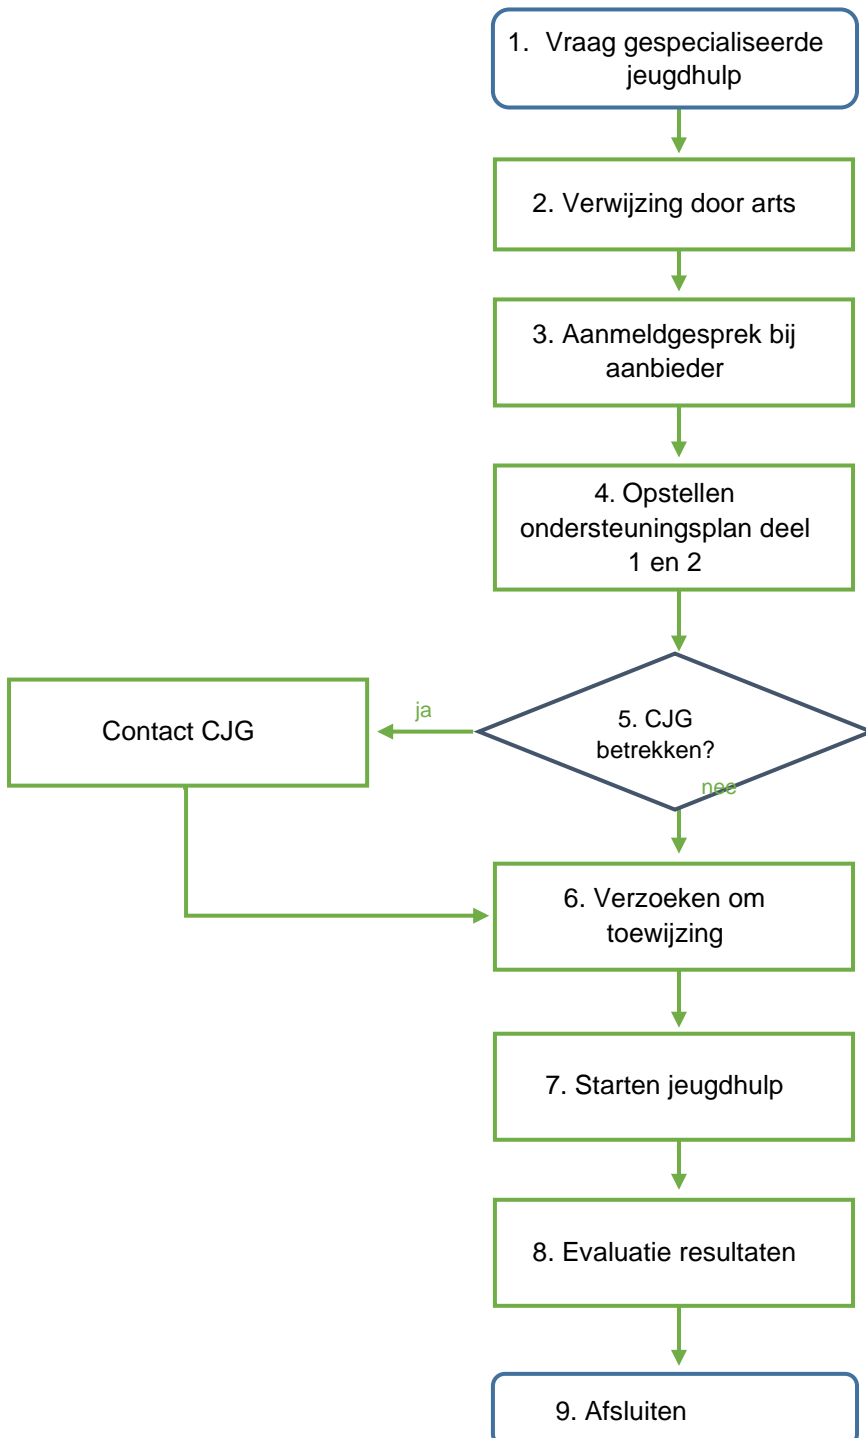 1. Vraag gespecialiseerde
jeugdhulp
2. Verwijzing door arts
3. Aanmeldgesprek bij
aanbieder
4. Opstellen
ondersteuningsplan deel
1 en 2
5. CJG
betrekken?
ja
Contact CJG
nee
6. Verzoeken om
toewijzing
7. Starten jeugdhulp
8. Evaluatie resultaten
9. Afsluiten